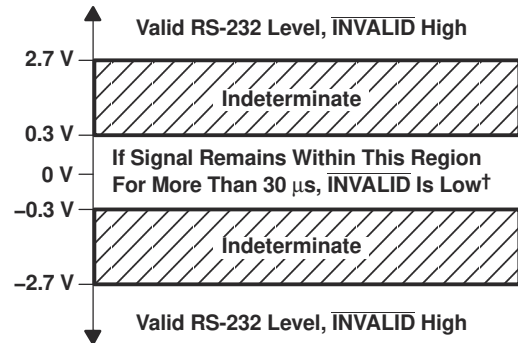 Valid RS-232 Level, INVALID High
2.7 V
Indeterminate
0.3 V
If Signal Remains Within This Region
0 V
For More Than 30 μs, INVALID Is Low†
−0.3 V
Indeterminate
−2.7 V
Valid RS-232 Level, INVALID High